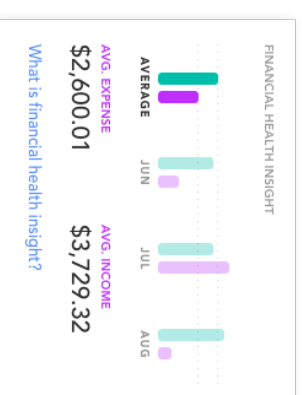 FINANCIAL HEALTH INSIGHT
AVERAGE JUN JUL AUG
AVG. EXPENSE AVG. INCOME
$2,600.01 $3,729.32
What is financial health insight?